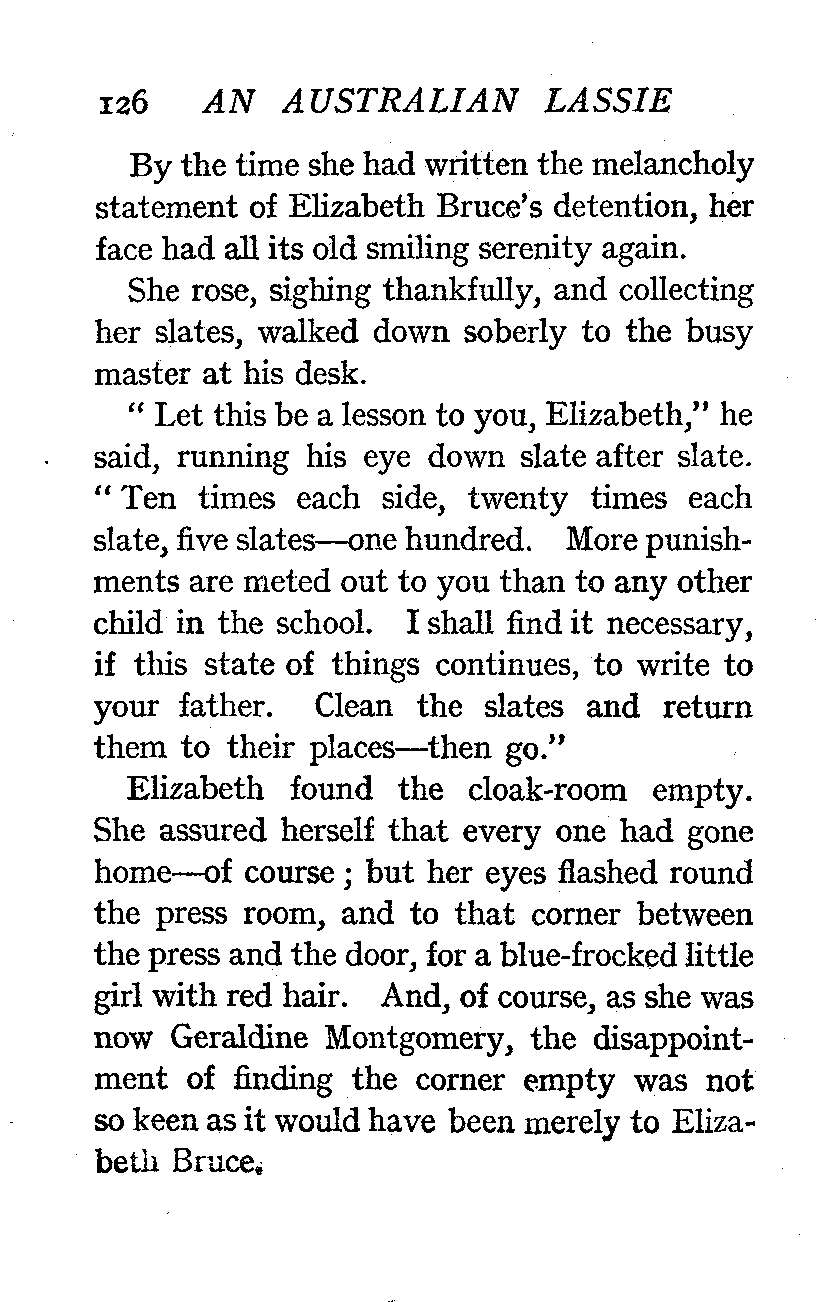 126 AN AUSTRALIAN LASSIE
By the time she had written the melancholy
statement of Elizabeth Bruce's detention, her
face had all its old smiling serenity again.
She rose, sighing thankfully, and collecting
her slates, walked down soberly to the busy
master at his desk.
“ Let this be a lesson to you, Elizabeth,” he
said, running his eye down slate after slate.
“ Ten times each side, twenty times each
slate, five slates—one hundred. More punish-
ments are meted out to you than to any other
child in the school. I shall find it necessary,
if this state of things continues, to write to
your father. Clean the slates and return
them to their places—then go.”
Elizabeth found the cloak-room empty.
She assured herself that every one had gone
home—of course ; but her eyes flashed round
the press room, and to that corner between
the press and the door, for a blue-frocked little
girl with red hair. And, of course, as she was
now Geraldine Montgomery, the disappoint-
ment of finding the corner empty was not
so keen as it would have been merely to Eliza-
beth Bruce.